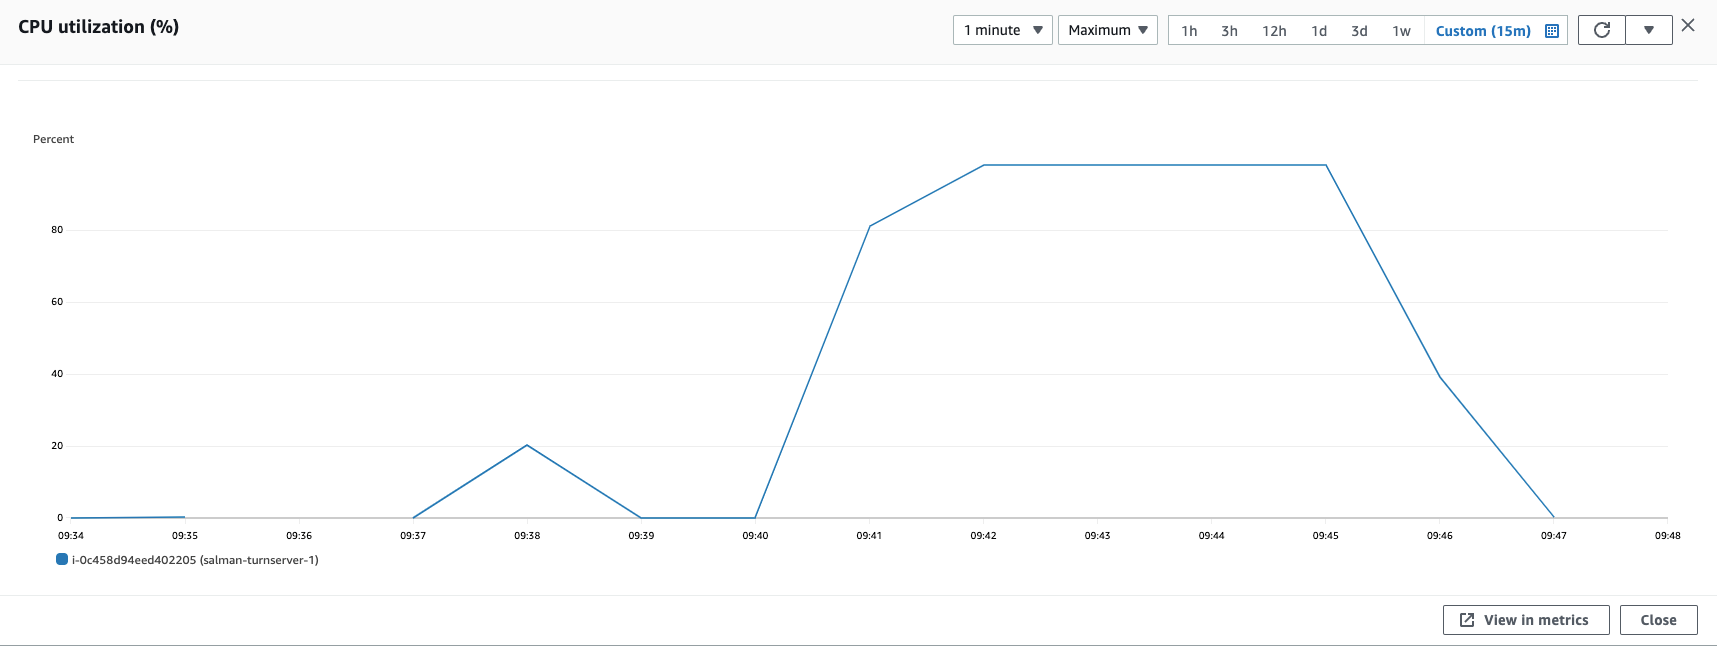 CPU utilization (%)
1 minute
Maximum
1h 3h 12h 1d 3d 1w Custom (15m)
Percent
80
60
40
20
0
09:34 09:35 09:36 09:37 09:38 09:39 09:40 09:41 09:42 09:43 09:44 09:45 09:46 09:47 09:48
i-0c458d94eed402205 (salman-turnserver-1)
View in metrics
Close